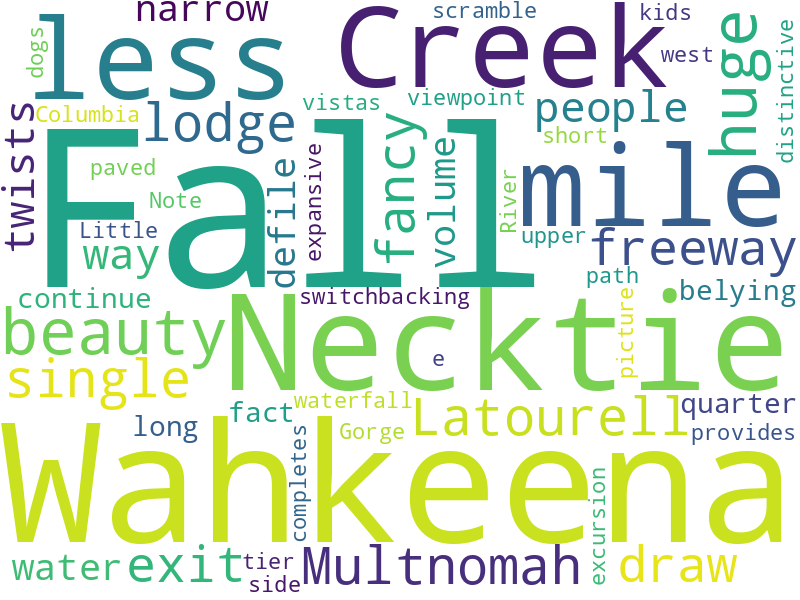 narrow
scramble
kids
dogs
less
Creek
west
huge
distinctive
twists
Columbia
lodge
vistas
viewpoint
people
short
Fall
mile
paved
defile
expansive
fancy
volume
River
Note
Little
way
upper
freeway
continue
switchbacking
path
belying
beauty
Necktie
picture
single
e
long
fact
waterfall
Latourell
quarter
Gorge
provides
Wahkeena
completes
excursion
water
exit
tier
side
Multnomah
draw